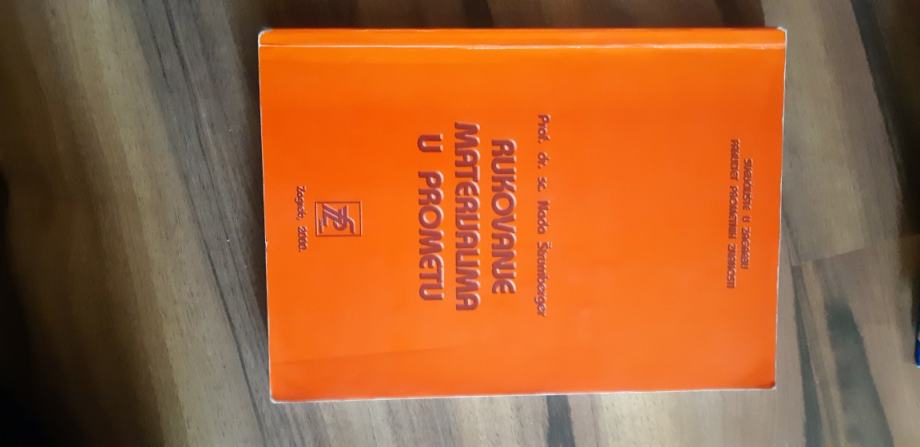 SVEUČILIŠTE U ZAGREBU
FAKULTET PROMETNIH ZNANOSTI
Prof. dr. sc. Nada Štrumberger
RUKOVANJE
MATERIJALIMA
U PROMETU
Zagreb, 2000.